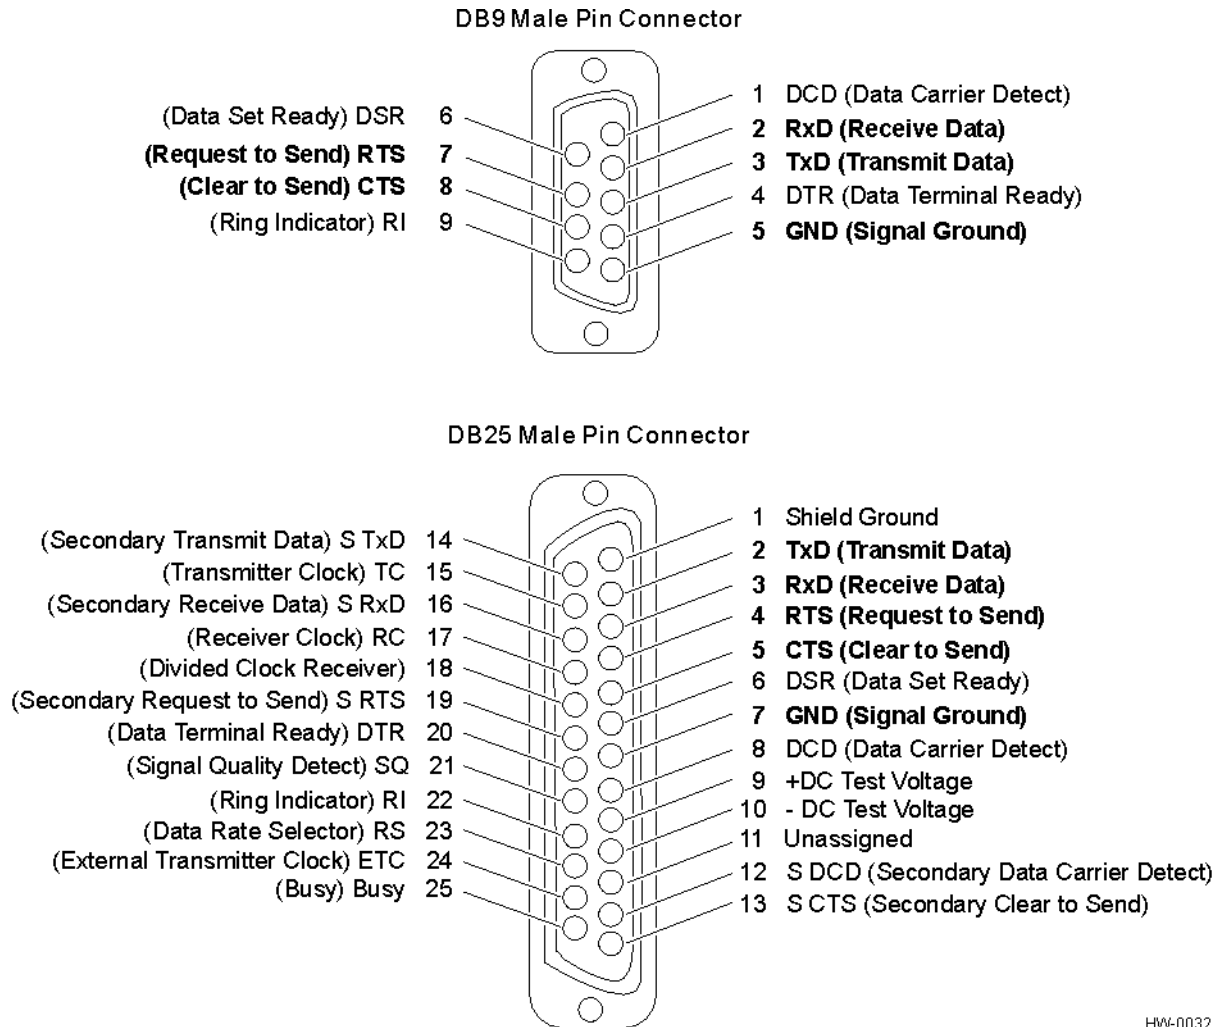 DB9 Male Pin Connector
(Data Set Ready) DSR 6
(Request to Send) RTS 7
(Clear to Send) CTS 8
(Ring Indicator) RI 9
1 DCD (Data Carrier Detect)
2 RxD (Receive Data)
3 TxD (Transmit Data)
4 DTR (Data Terminal Ready)
5 GND (Signal Ground)
DB25 Male Pin Connector
(Secondary Transmit Data) S TxD 14
(Transmitter Clock) TC 15
(Secondary Receive Data) S RxD 16
(Receiver Clock) RC 17
(Divided Clock Receiver) 18
(Secondary Request to Send) S RTS 19
(Data Terminal Ready) DTR 20
(Signal Quality Detect) SQ 21
(Ring Indicator) RI 22
(Data Rate Selector) RS 23
(External Transmitter Clock) ETC 24
(Busy) Busy 25
1 Shield Ground
2 TxD (Transmit Data)
3 RxD (Receive Data)
4 RTS (Request to Send)
5 CTS (Clear to Send)
6 DSR (Data Set Ready)
7 GND (Signal Ground)
8 DCD (Data Carrier Detect)
9 +DC Test Voltage
10 - DC Test Voltage
11 Unassigned
12 S DCD (Secondary Data Carrier Detect)
13 S CTS (Secondary Clear to Send)
HW-0032